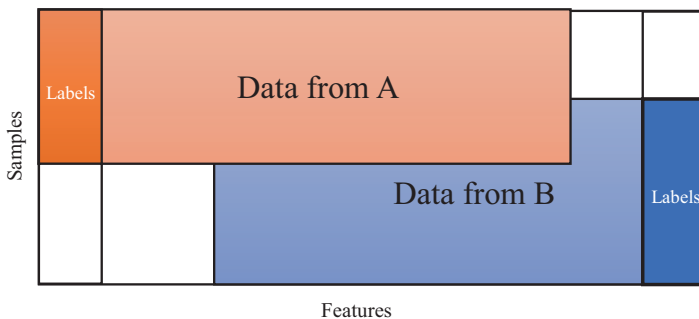 Labels
Data from A
Samples
Data from B
Labels
Features